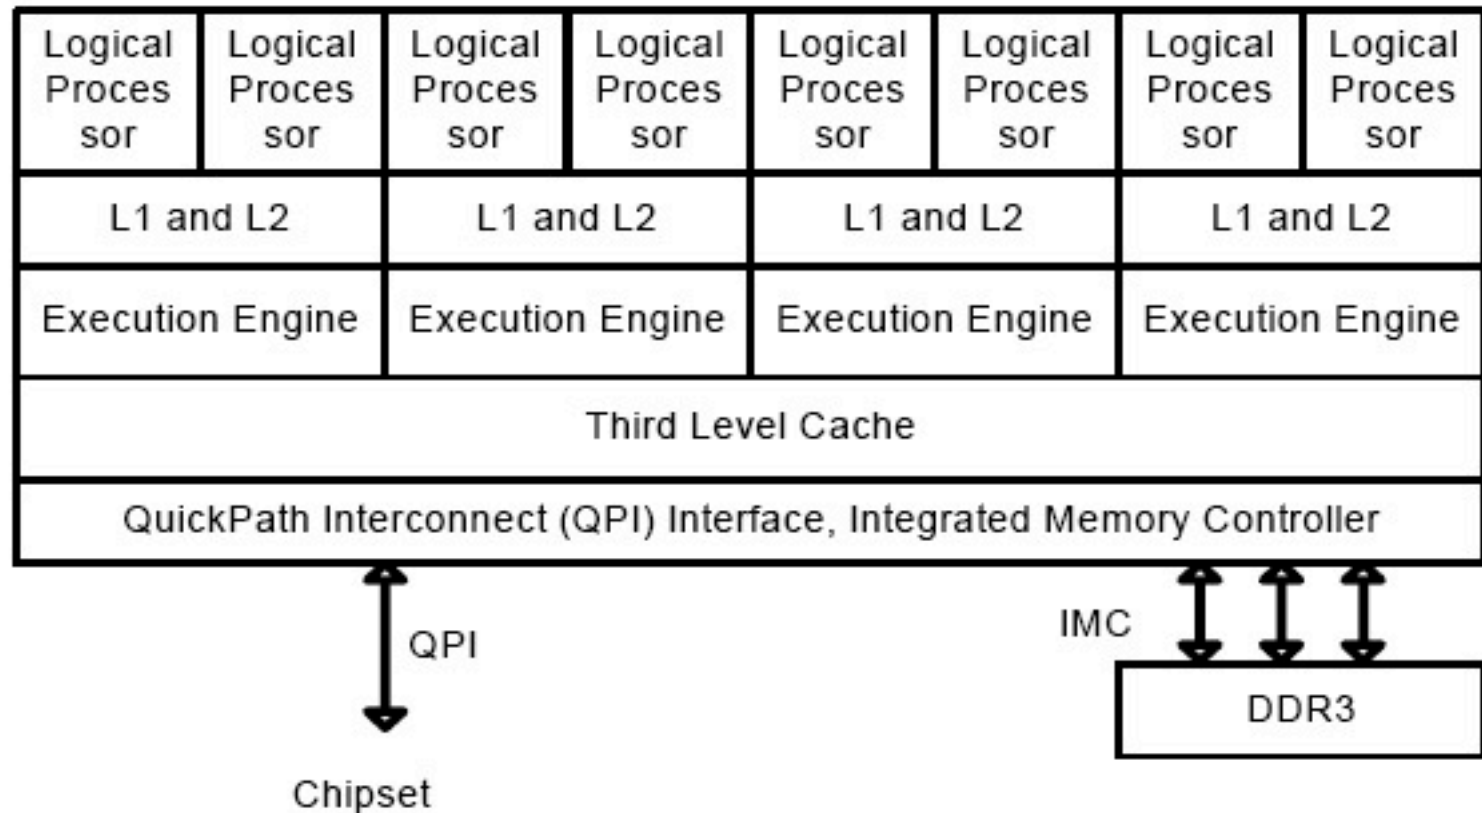 Logical Logical Logical Logical Logical Logical Logical Logical
Proces Proces Proces Proces Proces Proces Proces Proces
sor sor sor sor sor sor sor sor
L1 and L2 L1 and L2 L1 and L2 L1 and L2
Execution Engine Execution Engine Execution Engine Execution Engine
Third Level Cache
QuickPath Interconnect (QPI) Interface, Integrated Memory Controller
IMC
QPI
DDR3
Chipset